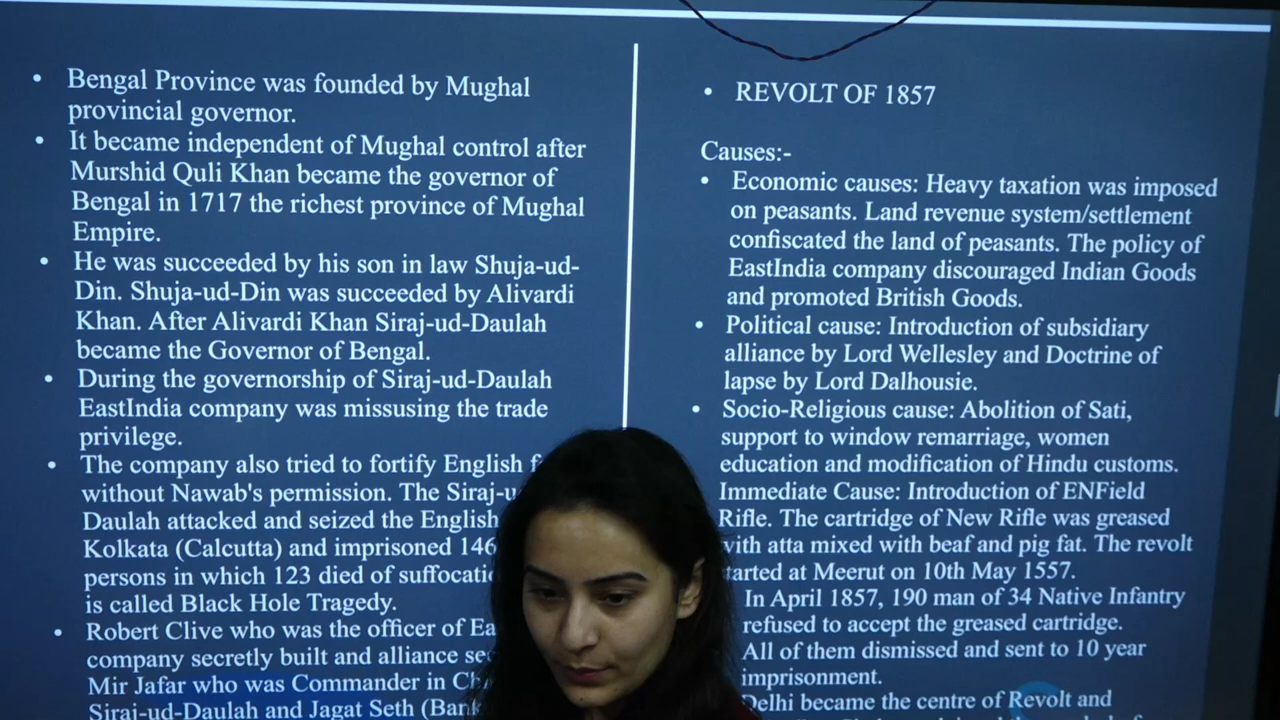 • Bengal Province was founded by Mughal
provincial governor.
• It became independent of Mughal control after
Murshid Quli Khan became the governor of
Bengal in 1717 the richest province of Mughal
Empire.
• He was succeeded by his son in law Shuja-ud-
Din. Shuja-ud-Din was succeeded by Alivardi
Khan. After Alivardi Khan Siraj-ud-Daulah
became the Governor of Bengal.
• During the governorship of Siraj-ud-Daulah
EastIndia company was missusing the trade
privilege.
• The company also tried to fortify English
without Nawab's permission. The
Daulah attacked and seized the English
Kolkata (Calcutta) and imprisoned 146
persons in which 123 died of
is called Black Hole Tragedy.
• Robert Clive who was the officer of
company secretly built and alliance
Mir Jafar who was Commander in
Siraj-ud-Daulah and Jagat Seth
• REVOLT OF 1857
Causes:-
• Economic causes: Heavy taxation was imposed
on peasants. Land revenue system/settlement
confiscated the land of peasants. The policy of
EastIndia company discouraged Indian Goods
and promoted British Goods.
• Political cause: Introduction of subsidiary
alliance by Lord Wellesley and Doctrine of
lapse by Lord Dalhousie.
• Socio-Religious cause: Abolition of Sati,
support to window remarriage, women
education and modification of Hindu customs.
Immediate Cause: Introduction of ENField
Rifle. The cartridge of New Rifle was greased
with atta mixed with beaf and pig fat. The revolt
started at Meerut on 10th May 1557.
In April 1857, 190 man of 34 Native Infantry
refused to accept the greased cartridge.
All of them dismissed and sent to 10 year
imprisonment.
Delhi became the centre of Revolt and